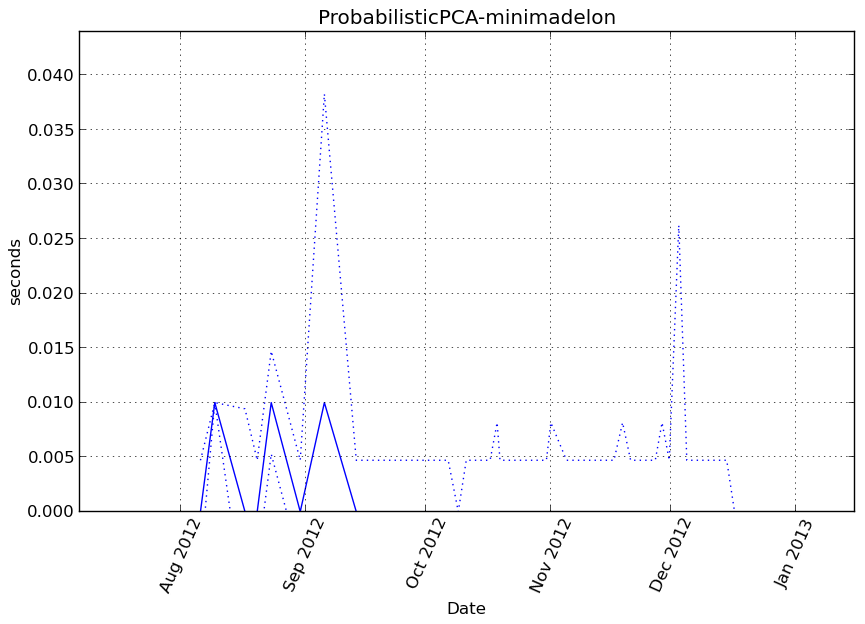 ProbabilisticPCA-minimadelon
0.040
0.035
0.030
0.025
0.020
0.015
0.010
0.005
0.000
seconds
Aug 2012
Sep 2012
Oct 2012
Nov 2012
Dec 2012
Jan 2013
Date